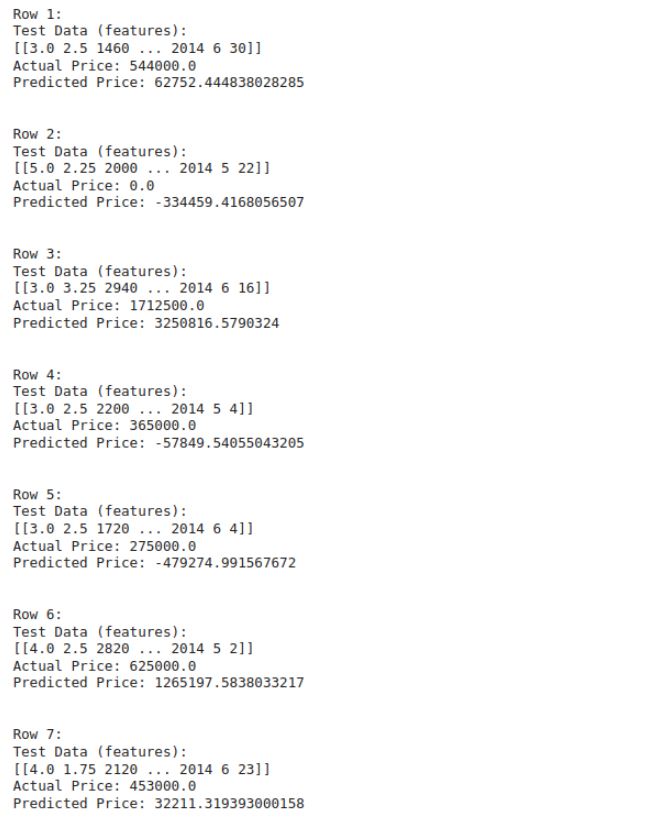 Row 1:
Test Data (features):
[[3.0 2.5 1460 ... 2014 6 30]]
Actual Price: 544000.0
Predicted Price: 62752.444838028285
Row 2:
Test Data (features):
[[5.0 2.25 2000 ... 2014 5 22]]
Actual Price: 0.0
Predicted Price: -334459.4168056507
Row 3:
Test Data (features):
[[3.0 3.25 2940 ... 2014 6 16]]
Actual Price: 1712500.0
Predicted Price: 3250816.5790324
Row 4:
Test Data (features):
[[3.0 2.5 2200 ... 2014 5 4]]
Actual Price: 365000.0
Predicted Price: -57849.54055043205
Row 5:
Test Data (features):
[[3.0 2.5 1720 ... 2014 6 4]]
Actual Price: 275000.0
Predicted Price: -479274.991567672
Row 6:
Test Data (features):
[[4.0 2.5 2820 ... 2014 5 2]]
Actual Price: 625000.0
Predicted Price: 1265197.5838033217
Row 7:
Test Data (features):
[[4.0 1.75 2120 ... 2014 6 23]]
Actual Price: 453000.0
Predicted Price: 32211.319393000158